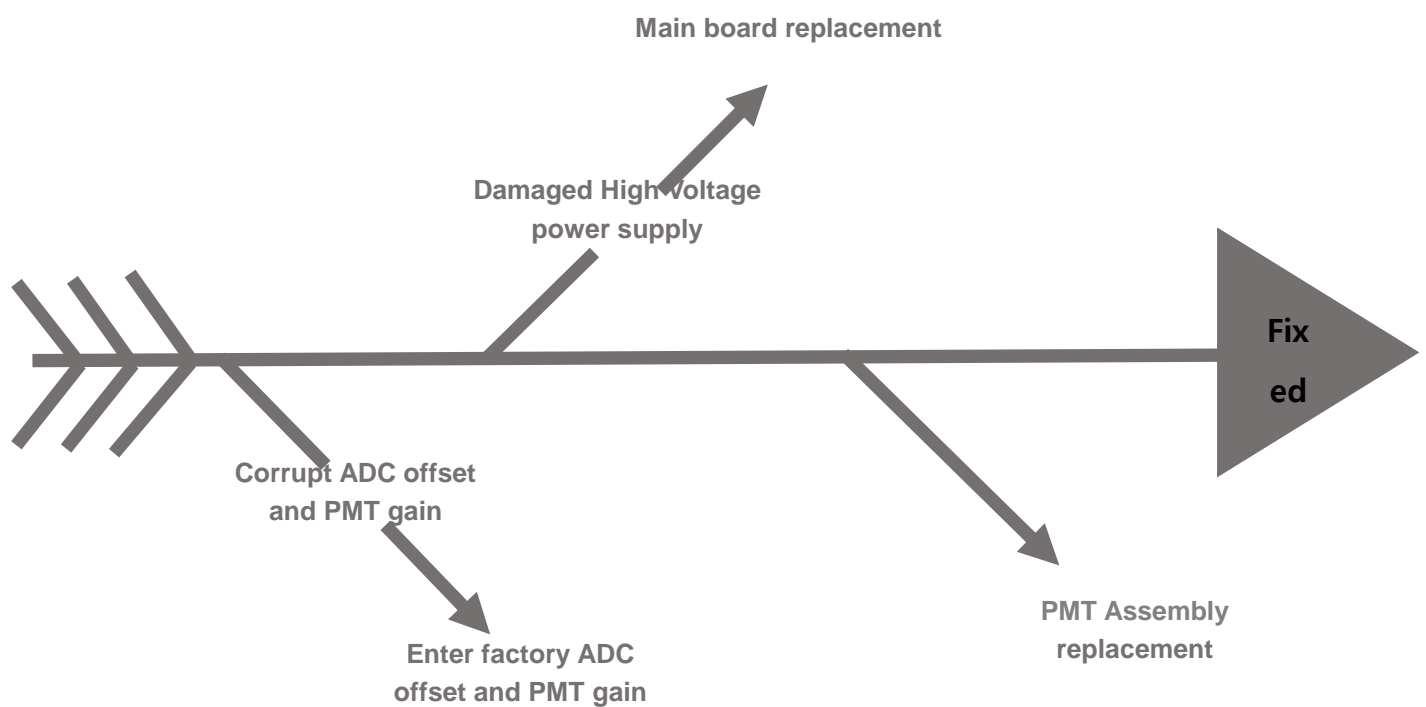 Main board replacement
Damaged High Voltage
power supply
Fix
ed
Corrupt ADC offset
and PMT gain
PMT Assembly
replacement
Enter factory ADC
offset and PMT gain